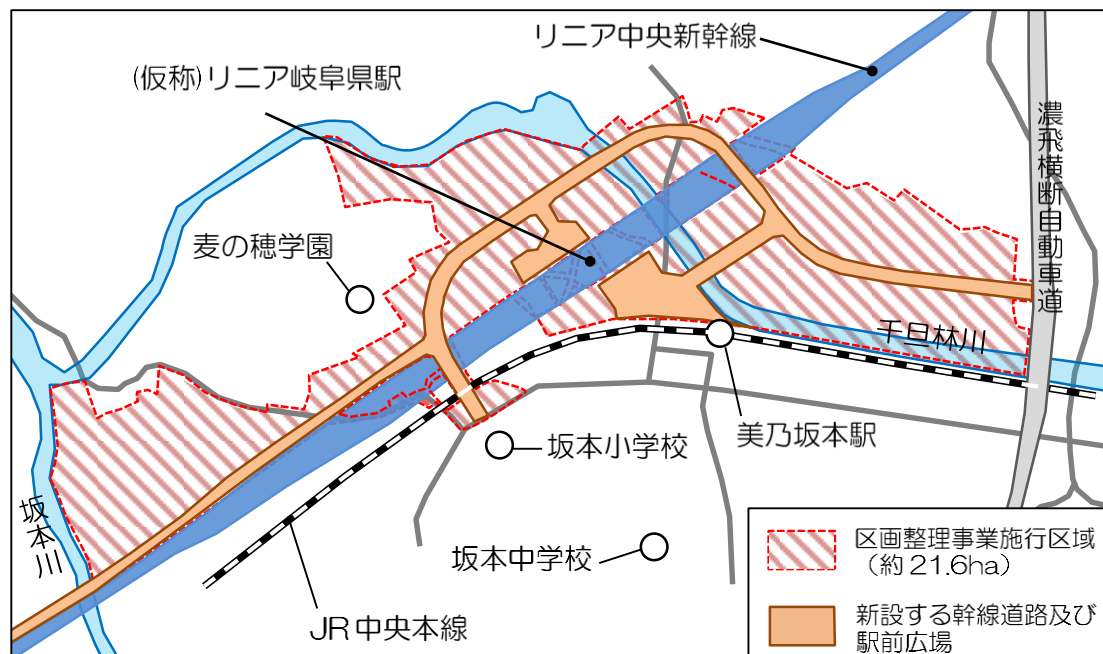 リニア中央新幹線
(仮称)リニア岐阜県駅
濃飛横断自動車道
麦の穂学園
千旦林川
美乃坂本駅
坂本小学校
坂本川
坂本中学校
JR中央本線
区画整理事業施行区域
(約21.6ha)
新設する幹線道路及び
駅前広場